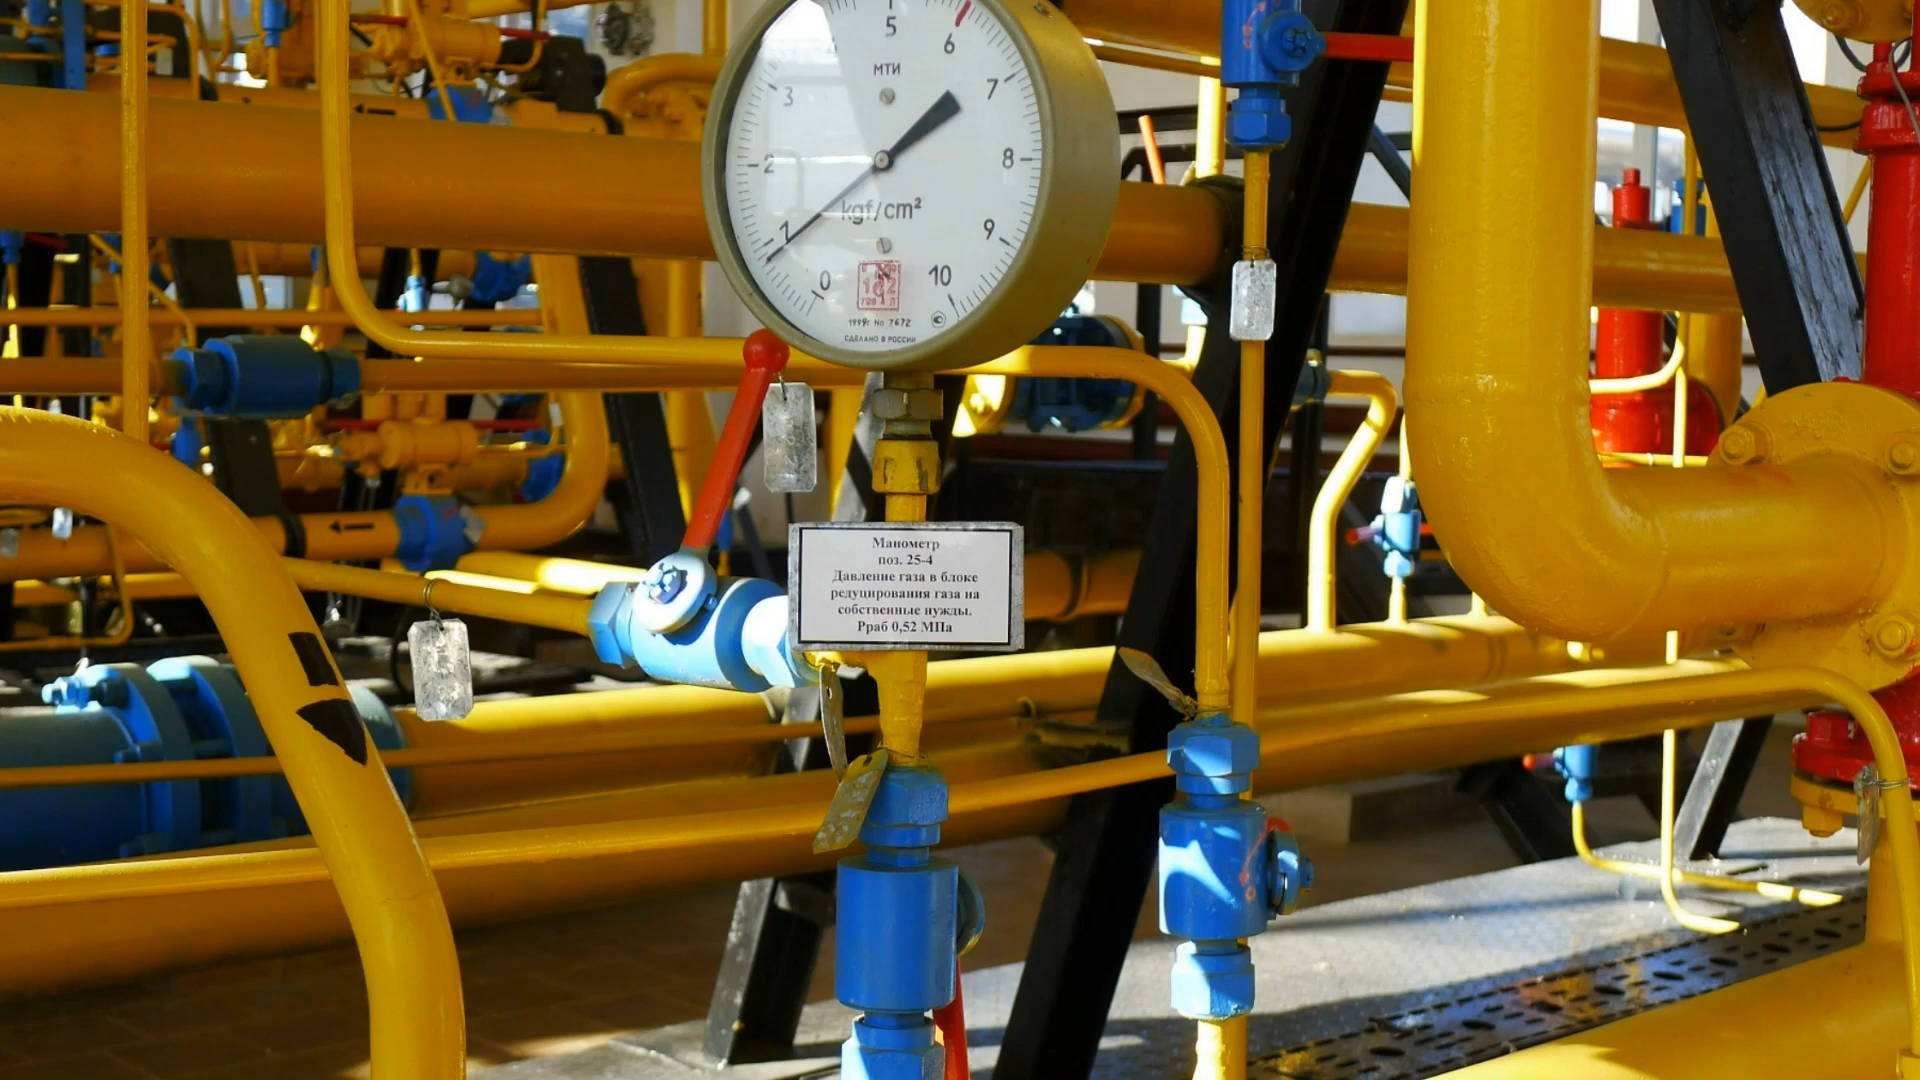 5
6
МТИ
3
7
2
8
kgf/cm²
1
9
0
10
1999г No 7672
СДЕЛАНО В РОССИИ
Манометр
поз. 25-4
Давление газа в блоке
редуцирования газа на
собственные нужды.
Рраб 0,52 МПа